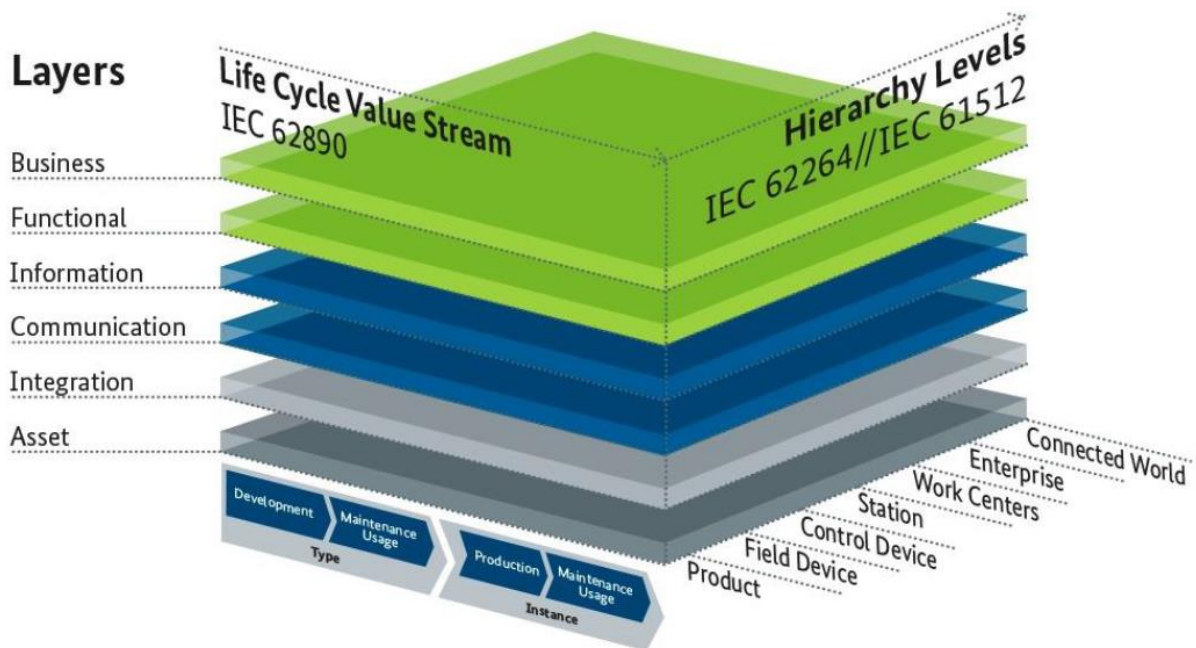 Layers
Life Cycle Value Stream
IEC 62890
Hierarchy Levels
IEC 62264//IEC 61512
Business
Functional
Information
Communication
Integration
Asset
Development
Maintenance
Usage
Type
Production
Maintenance
Usage
Instance
Product
Field Device
Control Device
Station
Work Centers
Enterprise
Connected World